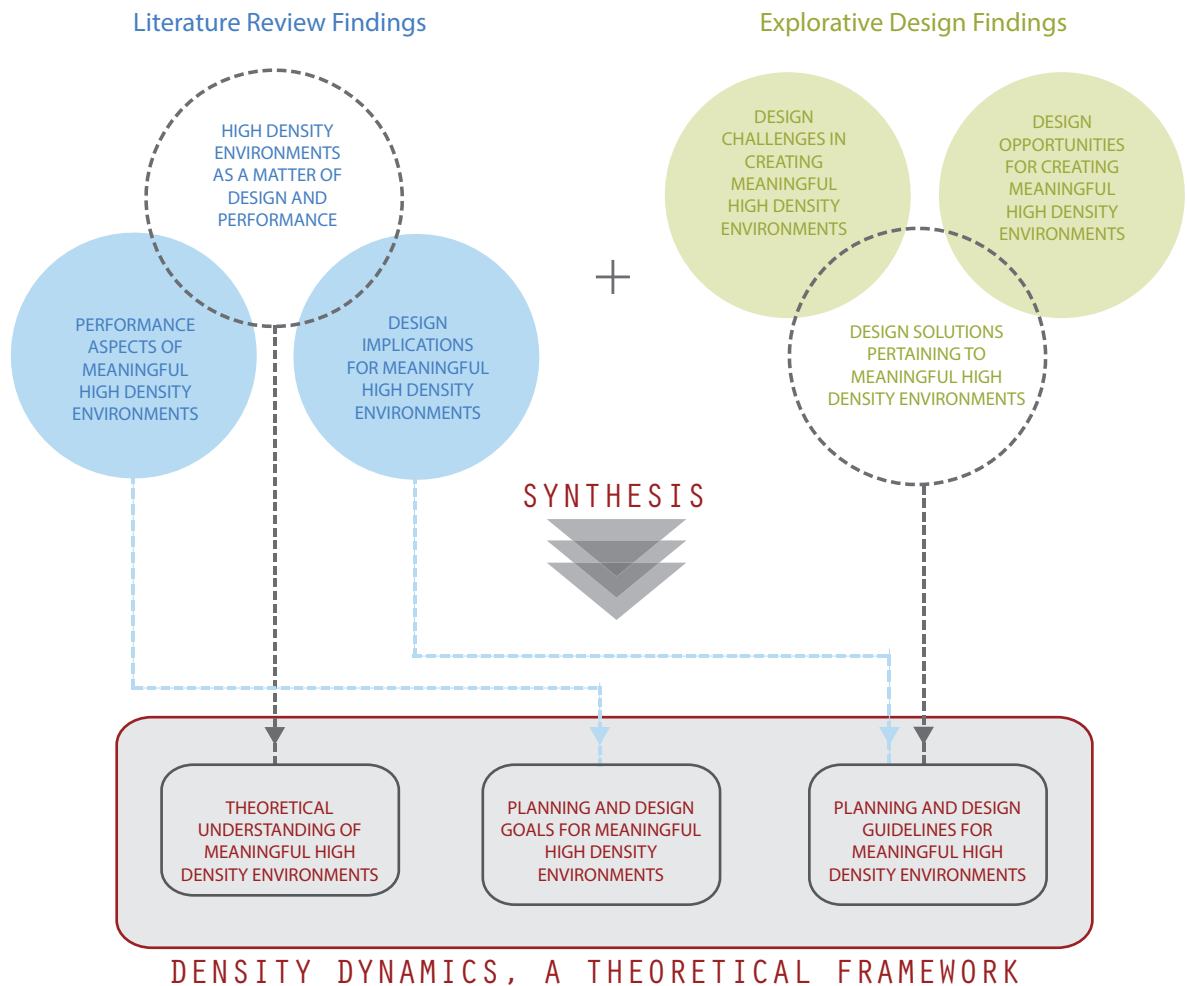 Literature Review Findings
Explorative Design Findings
HIGH DENSITY
ENVIRONMENTS
AS A MATTER OF
DESIGN AND
PERFORMANCE
PERFORMANCE
ASPECTS OF
MEANINGFUL
HIGH DENSITY
ENVIRONMENTS
DESIGN
IMPLICATIONS
FOR MEANINGFUL
HIGH DENSITY
ENVIRONMENTS
+
DESIGN
CHALLENGES IN
CREATING
MEANINGFUL
HIGH DENSITY
ENVIRONMENTS
DESIGN
OPPORTUNITIES
FOR CREATING
MEANINGFUL
HIGH DENSITY
ENVIRONMENTS
DESIGN SOLUTIONS
PERTAINING TO
MEANINGFUL HIGH
DENSITY ENVIRONMENTS
SYNTHESIS
THEORETICAL
UNDERSTANDING OF
MEANINGFUL HIGH
DENSITY ENVIRONMENTS
PLANNING AND DESIGN
GOALS FOR MEANINGFUL
HIGH DENSITY
ENVIRONMENTS
PLANNING AND DESIGN
GUIDELINES FOR
MEANINGFUL HIGH
DENSITY ENVIRONMENTS
DENSITY DYNAMICS, A THEORETICAL FRAMEWORK